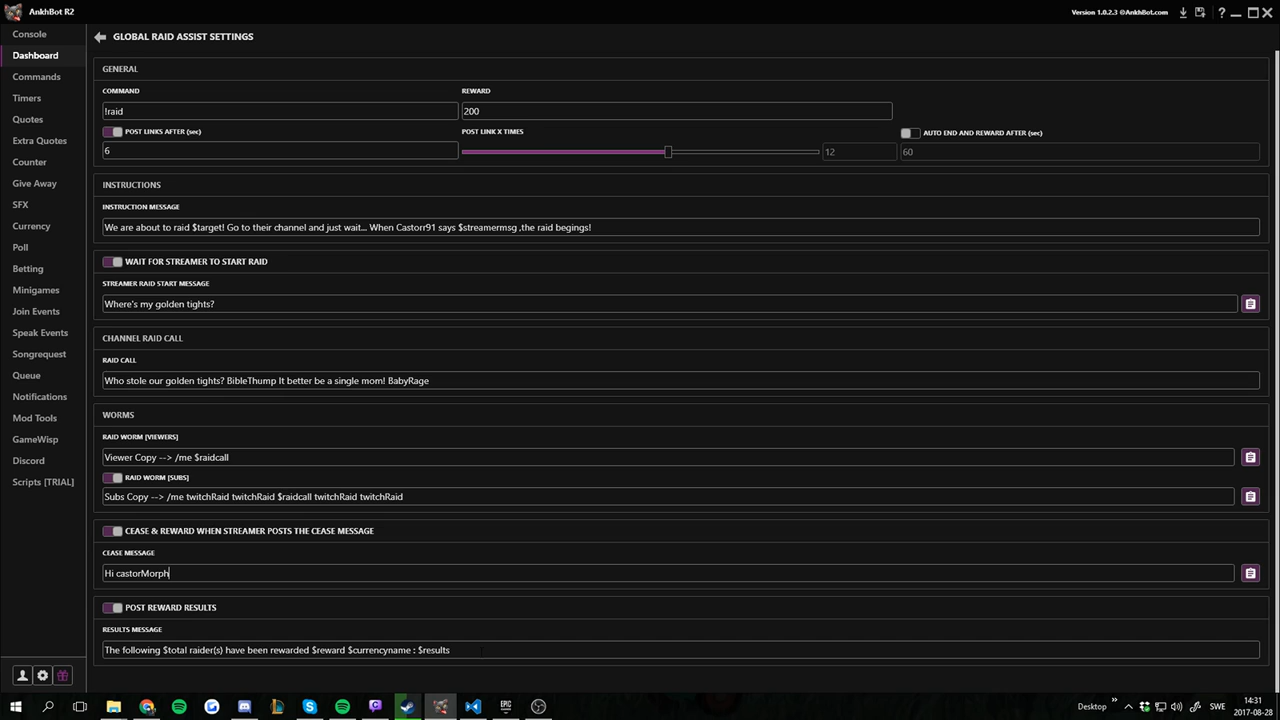 AnkhBot R2
Version 1.0.2.3 @AnkhBot.com
?
Console
Dashboard
Commands
Timers
Quotes
Extra Quotes
Counter
Give Away
SFX
Currency
Poll
Betting
Minigames
Join Events
Speak Events
Songrequest
Queue
Notifications
Mod Tools
GameWisp
Discord
Scripts [TRIAL]
GLOBAL RAID ASSIST SETTINGS
GENERAL
COMMAND
REWARD
!raid
200
POST LINKS AFTER (sec)
POST LINK X TIMES
AUTO END AND REWARD AFTER (sec)
6
12
60
INSTRUCTIONS
INSTRUCTION MESSAGE
We are about to raid $target! Go to their channel and just wait... When Castorr91 says $streamermsg ,the raid begings!
WAIT FOR STREAMER TO START RAID
STREAMER RAID START MESSAGE
Where's my golden tights?
CHANNEL RAID CALL
RAID CALL
Who stole our golden tights? BibleThump It better be a single mom! BabyRage
WORMS
RAID WORM [VIEWERS]
Viewer Copy --> /me $raidcall
RAID WORM [SUBS]
Subs Copy --> /me twitchRaid twitchRaid $raidcall twitchRaid twitchRaid
CEASE & REWARD WHEN STREAMER POSTS THE CEASE MESSAGE
CEASE MESSAGE
Hi castorMorph
POST REWARD RESULTS
RESULTS MESSAGE
The following $total raider(s) have been rewarded $reward $currencyname : $results
EPIC
Desktop
SWE
14:31
2017-08-28